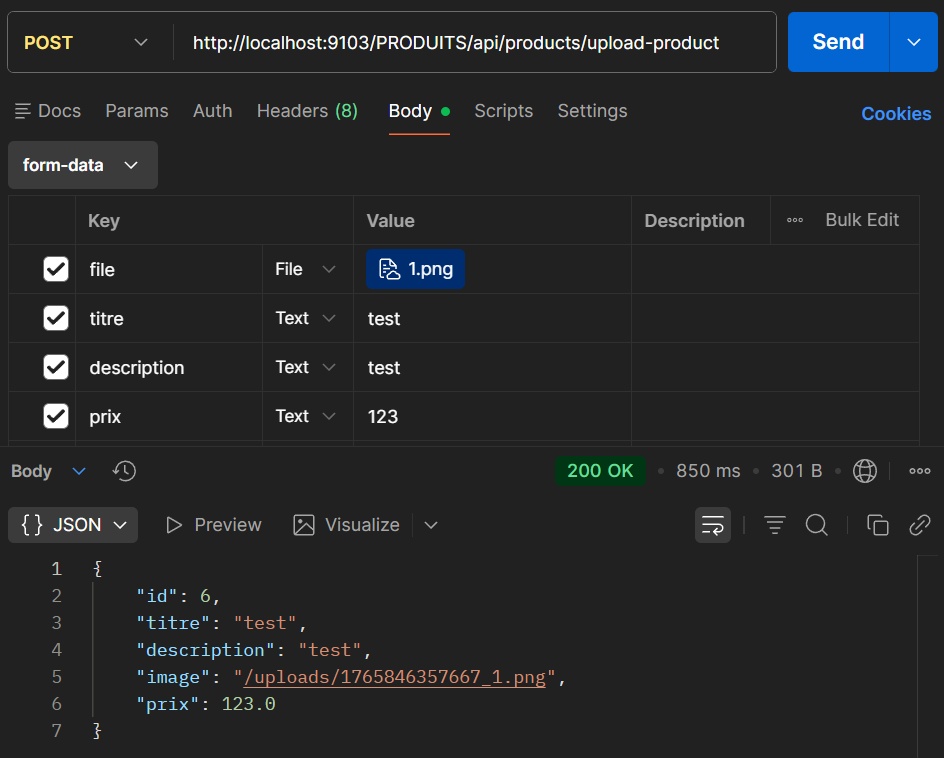 POST http://localhost:9103/PRODUITS/api/products/upload-product Send
Docs Params Auth Headers (8) Body Scripts Settings Cookies
form-data
Key Value Description Bulk Edit
file File 1.png
titre Text test
description Text test
prix Text 123
Body 200 OK • 850 ms • 301 B •
{ } JSON Preview Visualize
1 {
2 "id": 6,
3 "titre": "test",
4 "description": "test",
5 "image": "/uploads/1765846357667_1.png",
6 "prix": 123.0
7 }